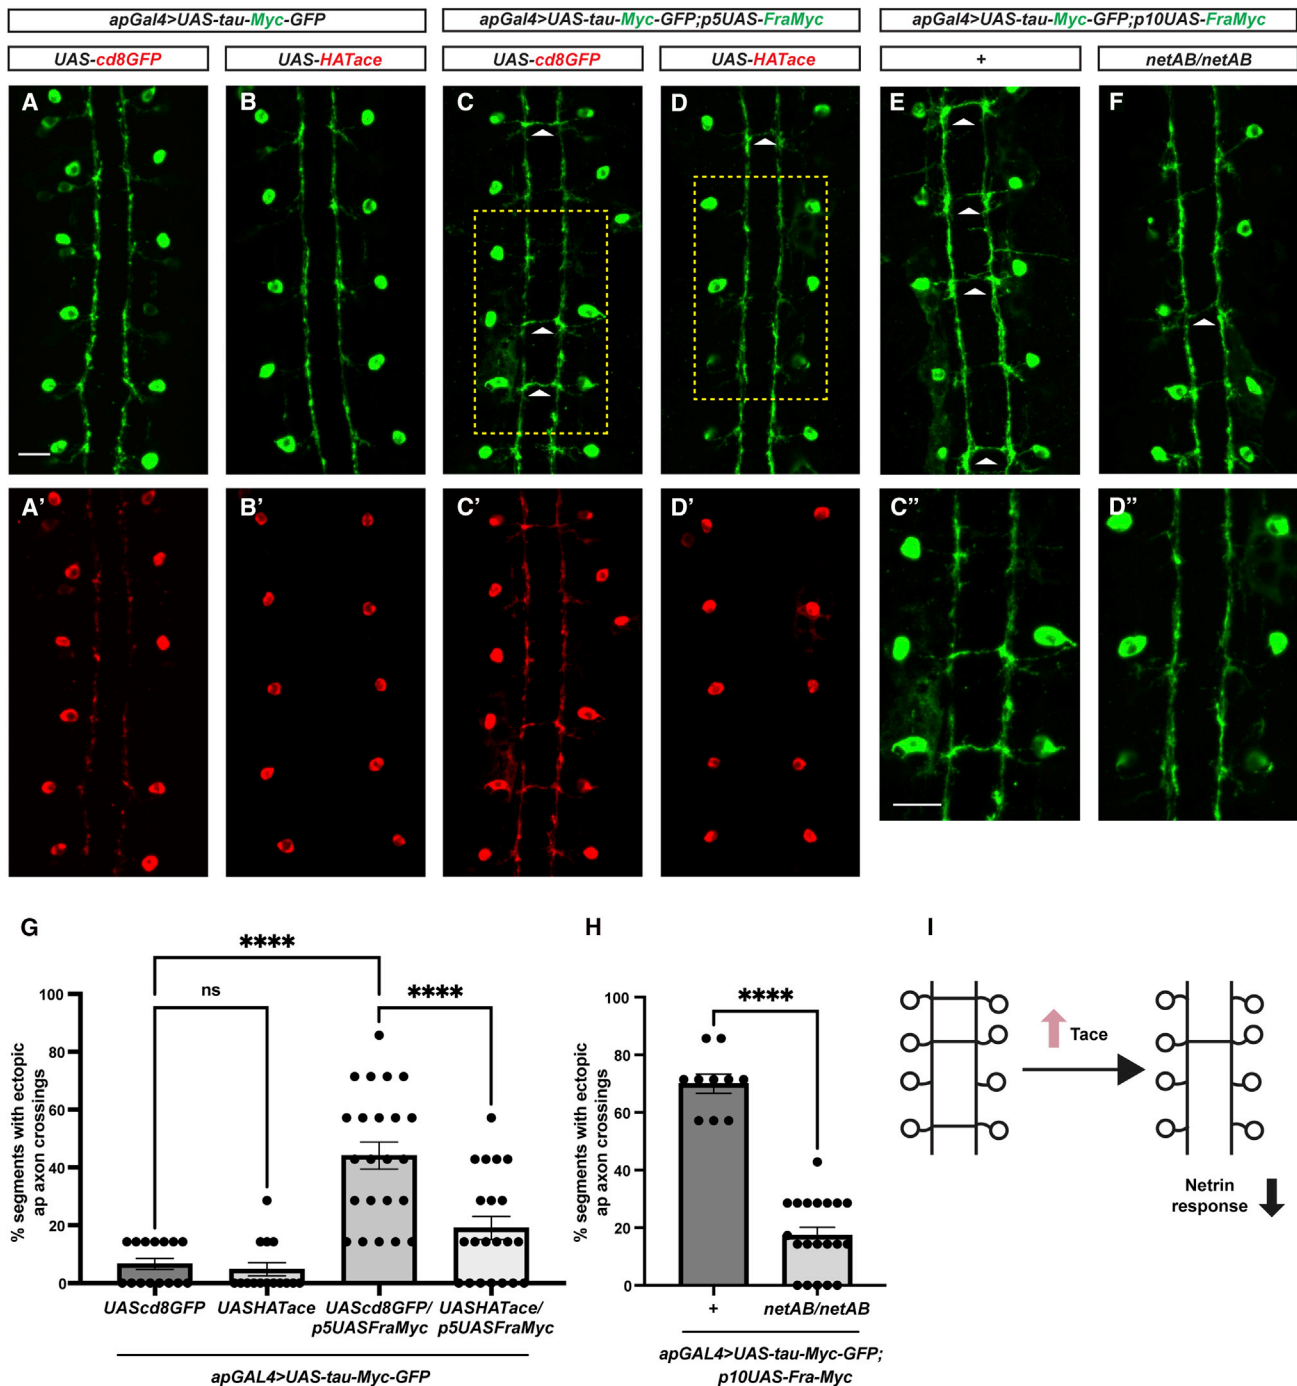 apGal4>UAS-tau-Myc-GFP
apGal4>UAS-tau-Myc-GFP;p5UAS-FraMyc
apGal4>UAS-tau-Myc-GFP;p10UAS-FraMyc
UAS-cd8GFP
UAS-HATace
UAS-cd8GFP
UAS-HATace
+
netAB/netAB
A
B
C
D
E
F
A'
B'
C'
D'
C"
D"
G
% segments with ectopic
ap axon crossings
100
80
60
40
20
0
****
ns
****
UAScd8GFP
UASHATace
UAScd8GFP/
p5UASFraMyc
UASHATace/
p5UASFraMyc
apGAL4>UAS-tau-Myc-GFP
H
% segments with ectopic
ap axon crossings
100
80
60
40
20
0
****
+
netAB/netAB
apGAL4>UAS-tau-Myc-GFP;
p10UAS-Fra-Myc
I
Tace
Netrin
response